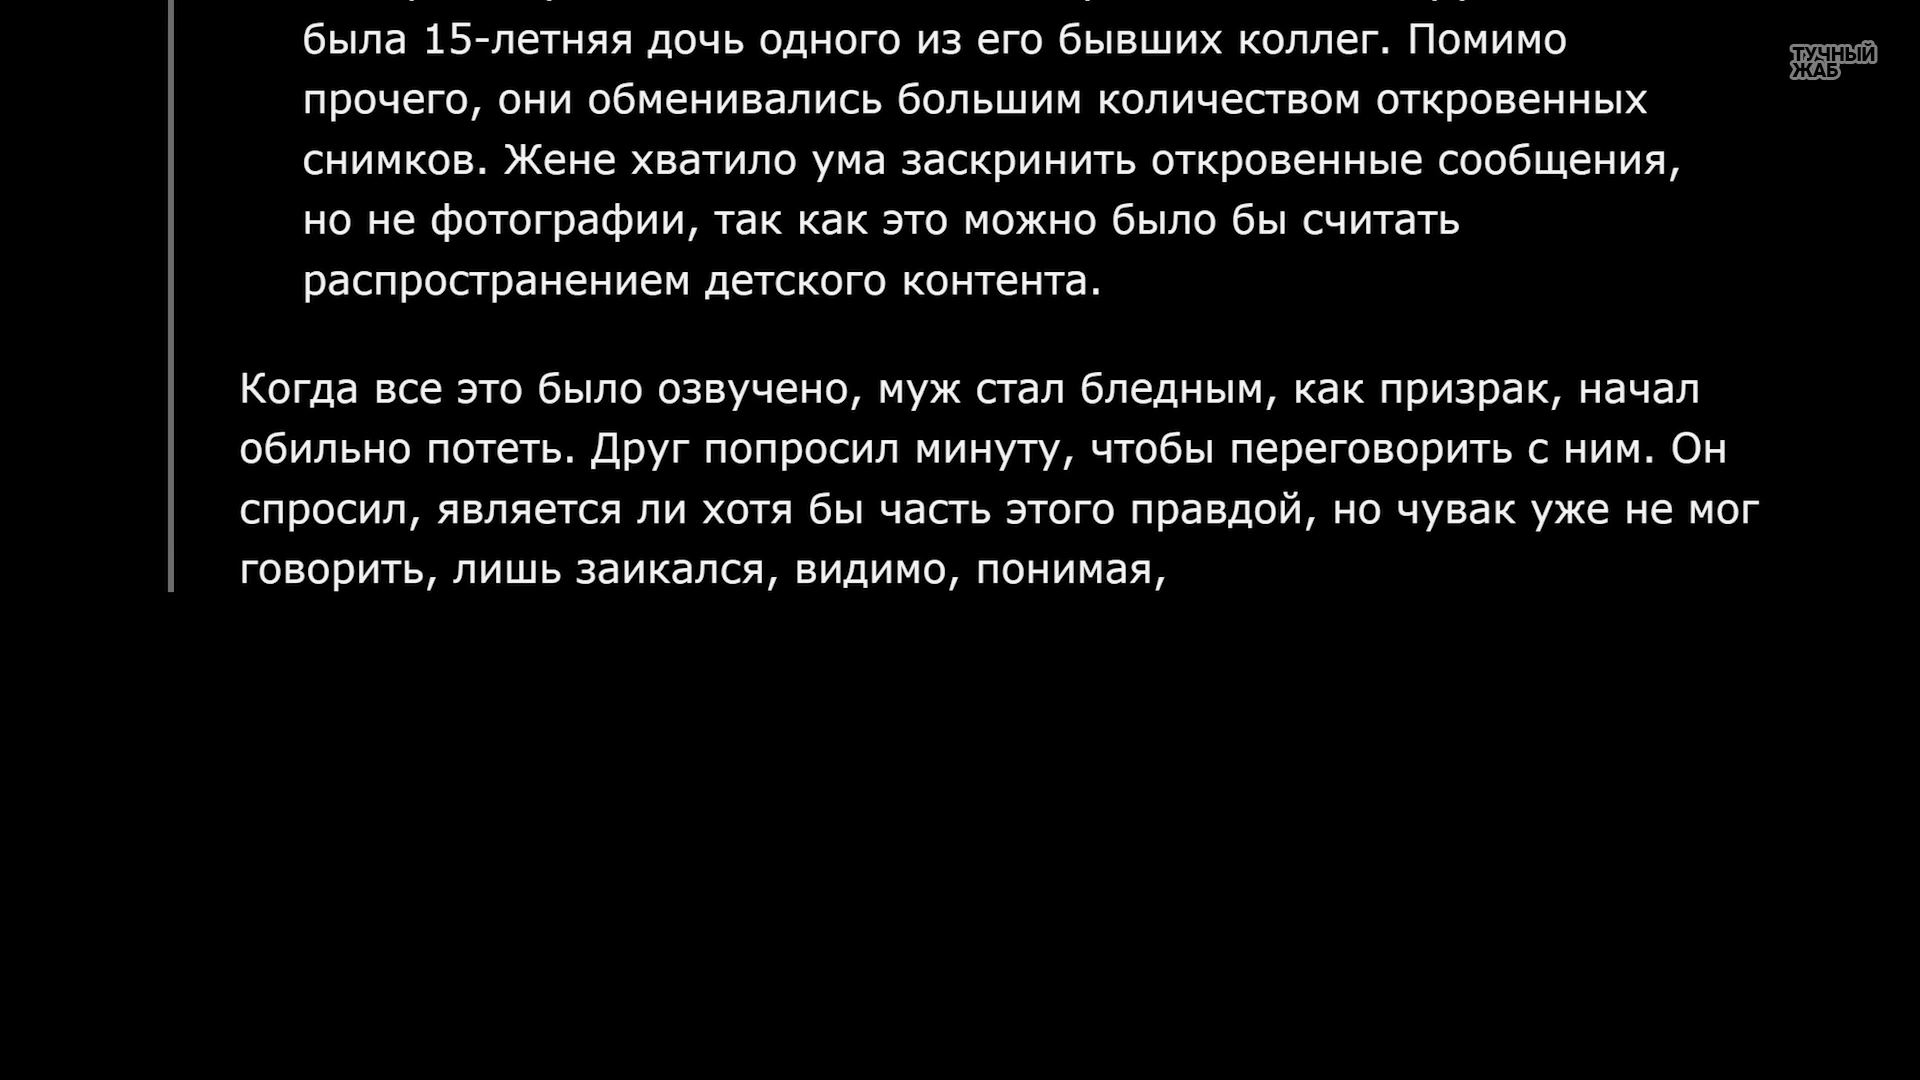 была 15-летняя дочь одного из его бывших коллег. Помимо
прочего, они обменивались большим количеством откровенных
снимков. Жене хватило ума заскринить откровенные сообщения,
но не фотографии, так как это можно было бы считать
распространением детского контента.
Когда все это было озвучено, муж стал бледным, как призрак, начал
обильно потеть. Друг попросил минуту, чтобы переговорить с ним. Он
спросил, является ли хотя бы часть этого правдой, но чувак уже не мог
говорить, лишь заикался, видимо, понимая,
ТУЧНЫЙ
ЖАБ